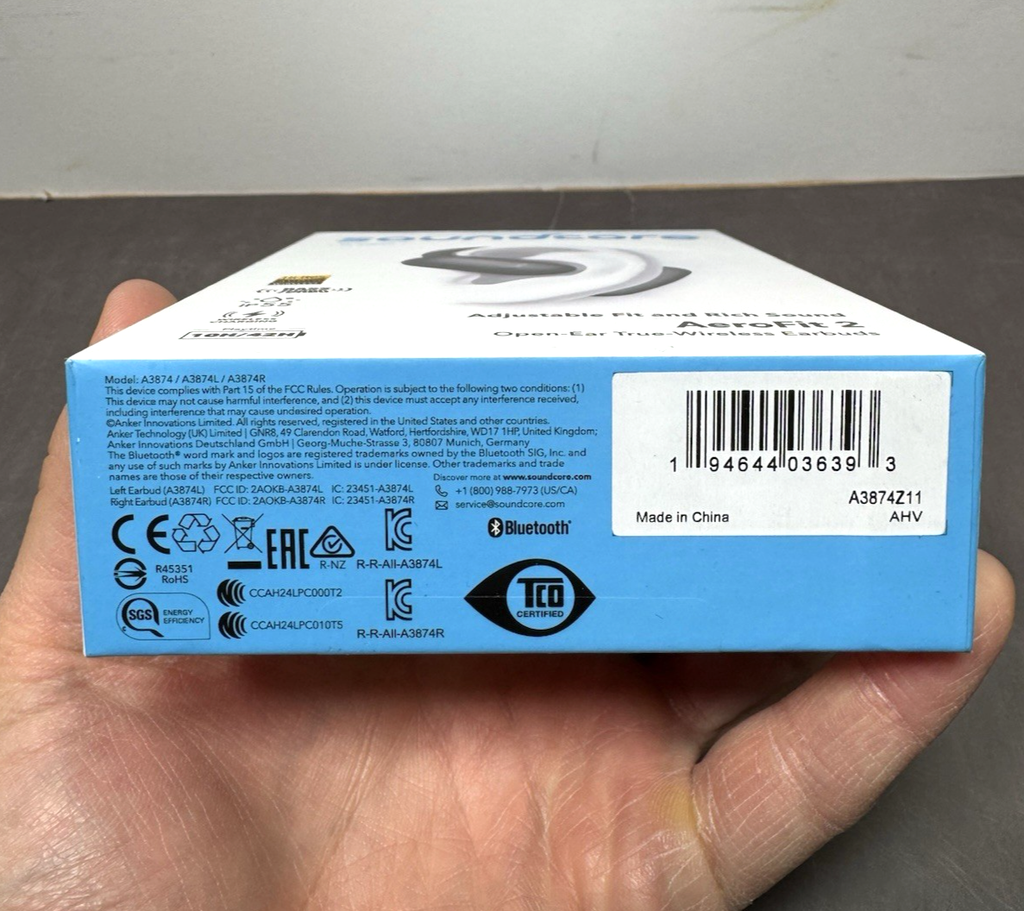 soundcore
IPX5
WIRELESS
CHARGING
Playtime
10H/42H
Adjustable Fit and Rich Sound
AeroFit 2
Open-Ear True-Wireless Earbuds
Model: A3874 / A3874L / A3874R
This device complies with Part 15 of the FCC Rules. Operation is subject to the following two conditions: (1)
This device may not cause harmful interference, and (2) this device must accept any interference received,
including interference that may cause undesired operation.
©Anker Innovations Limited. All rights reserved, registered in the United States and other countries.
Anker Technology (UK) Limited | GNR8, 49 Clarendon Road, Watford, Hertfordshire, WD17 1HP, United Kingdom;
Anker Innovations Deutschland GmbH | Georg-Muche-Strasse 3, 80807 Munich, Germany
The Bluetooth® word mark and logos are registered trademarks owned by the Bluetooth SIG, Inc. and
any use of such marks by Anker Innovations Limited is under license. Other trademarks and trade
names are those of their respective owners.
Discover more at www.soundcore.com
Left Earbud (A3874L) FCC ID: 2AOKB-A3874L IC: 23451-A3874L
Right Earbud (A3874R) FCC ID: 2AOKB-A3874R IC: 23451-A3874R
+1 (800) 988-7973 (US/CA)
service@soundcore.com
CE
EAC
R-NZ
R-R-All-A3874L
Bluetooth®
R45351
RoHS
SGS
ENERGY
EFFICIENCY
CCAH24LPC000T2
CCAH24LPC010T5
R-R-All-A3874R
TCO
CERTIFIED
1 94644 03639 3
A3874Z11
Made in China
AHV